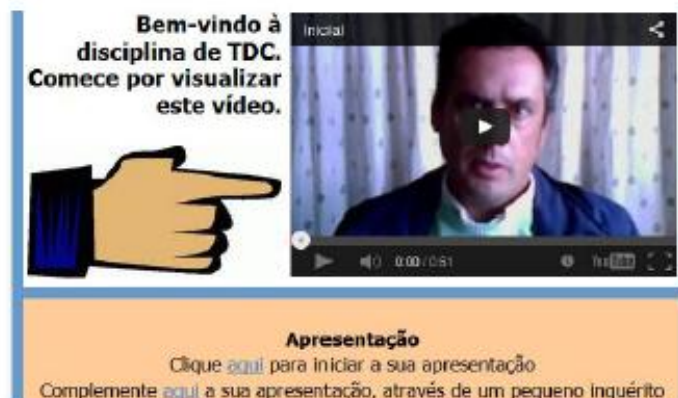 Bem-vindo à
disciplina de TDC.
Comece por visualizar
este vídeo.
Inicial
0:00 / 0:51
YouTube
Apresentação
Clique aqui para iniciar a sua apresentação
Complemente aqui a sua apresentação, através de um pequeno inquérito